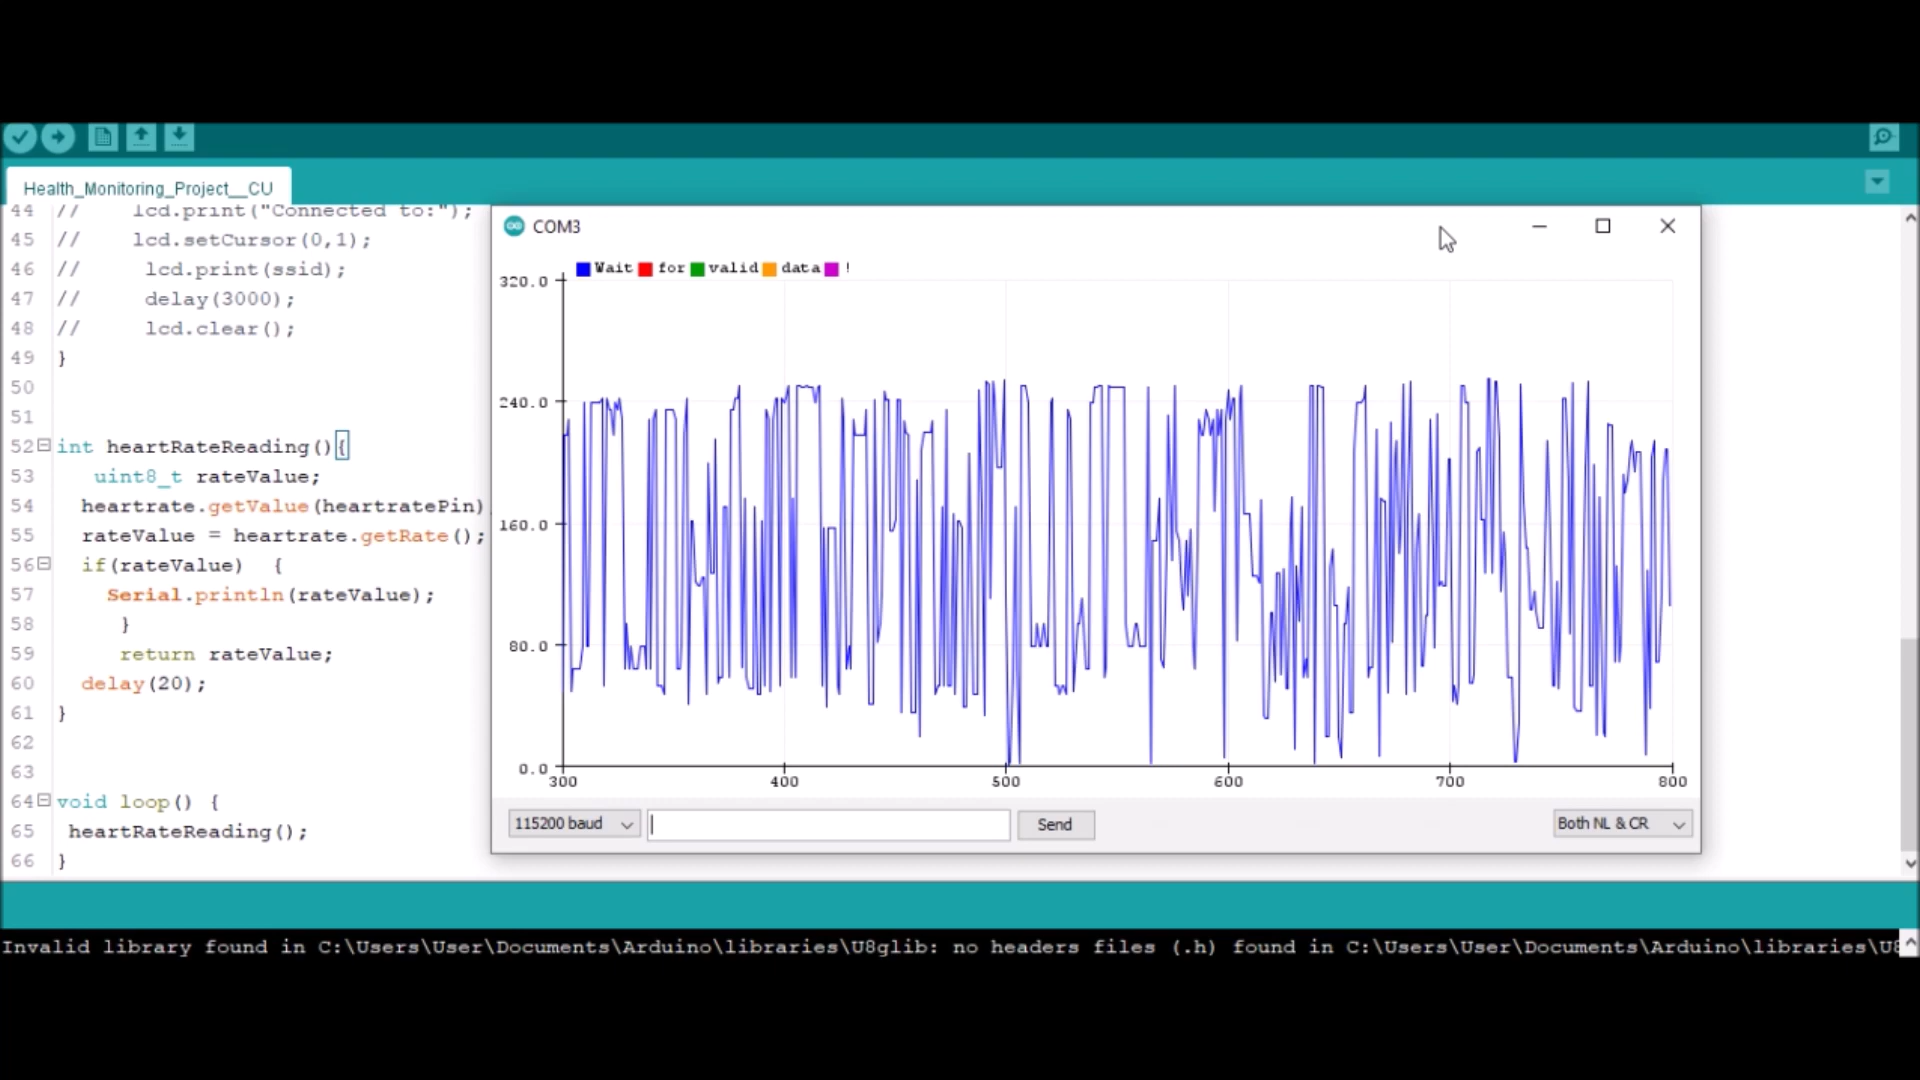 Health_Monitoring_Project__CU
44 // lcd.print("Connected to:");
45 // lcd.setCursor(0,1);
46 // lcd.print(ssid);
47 // delay(3000);
48 // lcd.clear();
49 }
50
51
52 int heartRateReading(){
53 uint8_t rateValue;
54 heartrate.getValue(heartratePin)
55 rateValue = heartrate.getRate();
56 if(rateValue) {
57 Serial.println(rateValue);
58 }
59 return rateValue;
60 delay(20);
61 }
62
63
64 void loop() {
65 heartRateReading();
66 }
COM3
Wait for valid data !
320.0
240.0
160.0
80.0
0.0
300 400 500 600 700 800
115200 baud Send Both NL & CR
Invalid library found in C:\Users\User\Documents\Arduino\libraries\U8glib: no headers files (.h) found in C:\Users\User\Documents\Arduino\libraries\U8